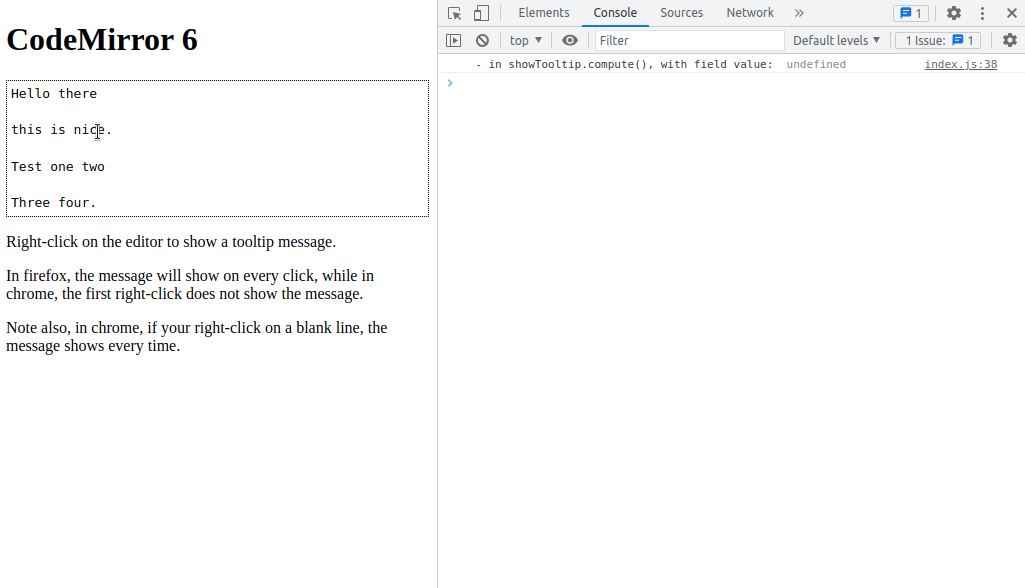 CodeMirror 6
Hello there
this is nice.
Test one two
Three four.
Right-click on the editor to show a tooltip message.
In firefox, the message will show on every click, while in
chrome, the first right-click does not show the message.
Note also, in chrome, if your right-click on a blank line, the
message shows every time.
Elements Console Sources Network » 1
top ▼ Filter Default levels ▼ 1 Issue: 1
- in showTooltip.compute(), with field value: undefined index.js:38
>